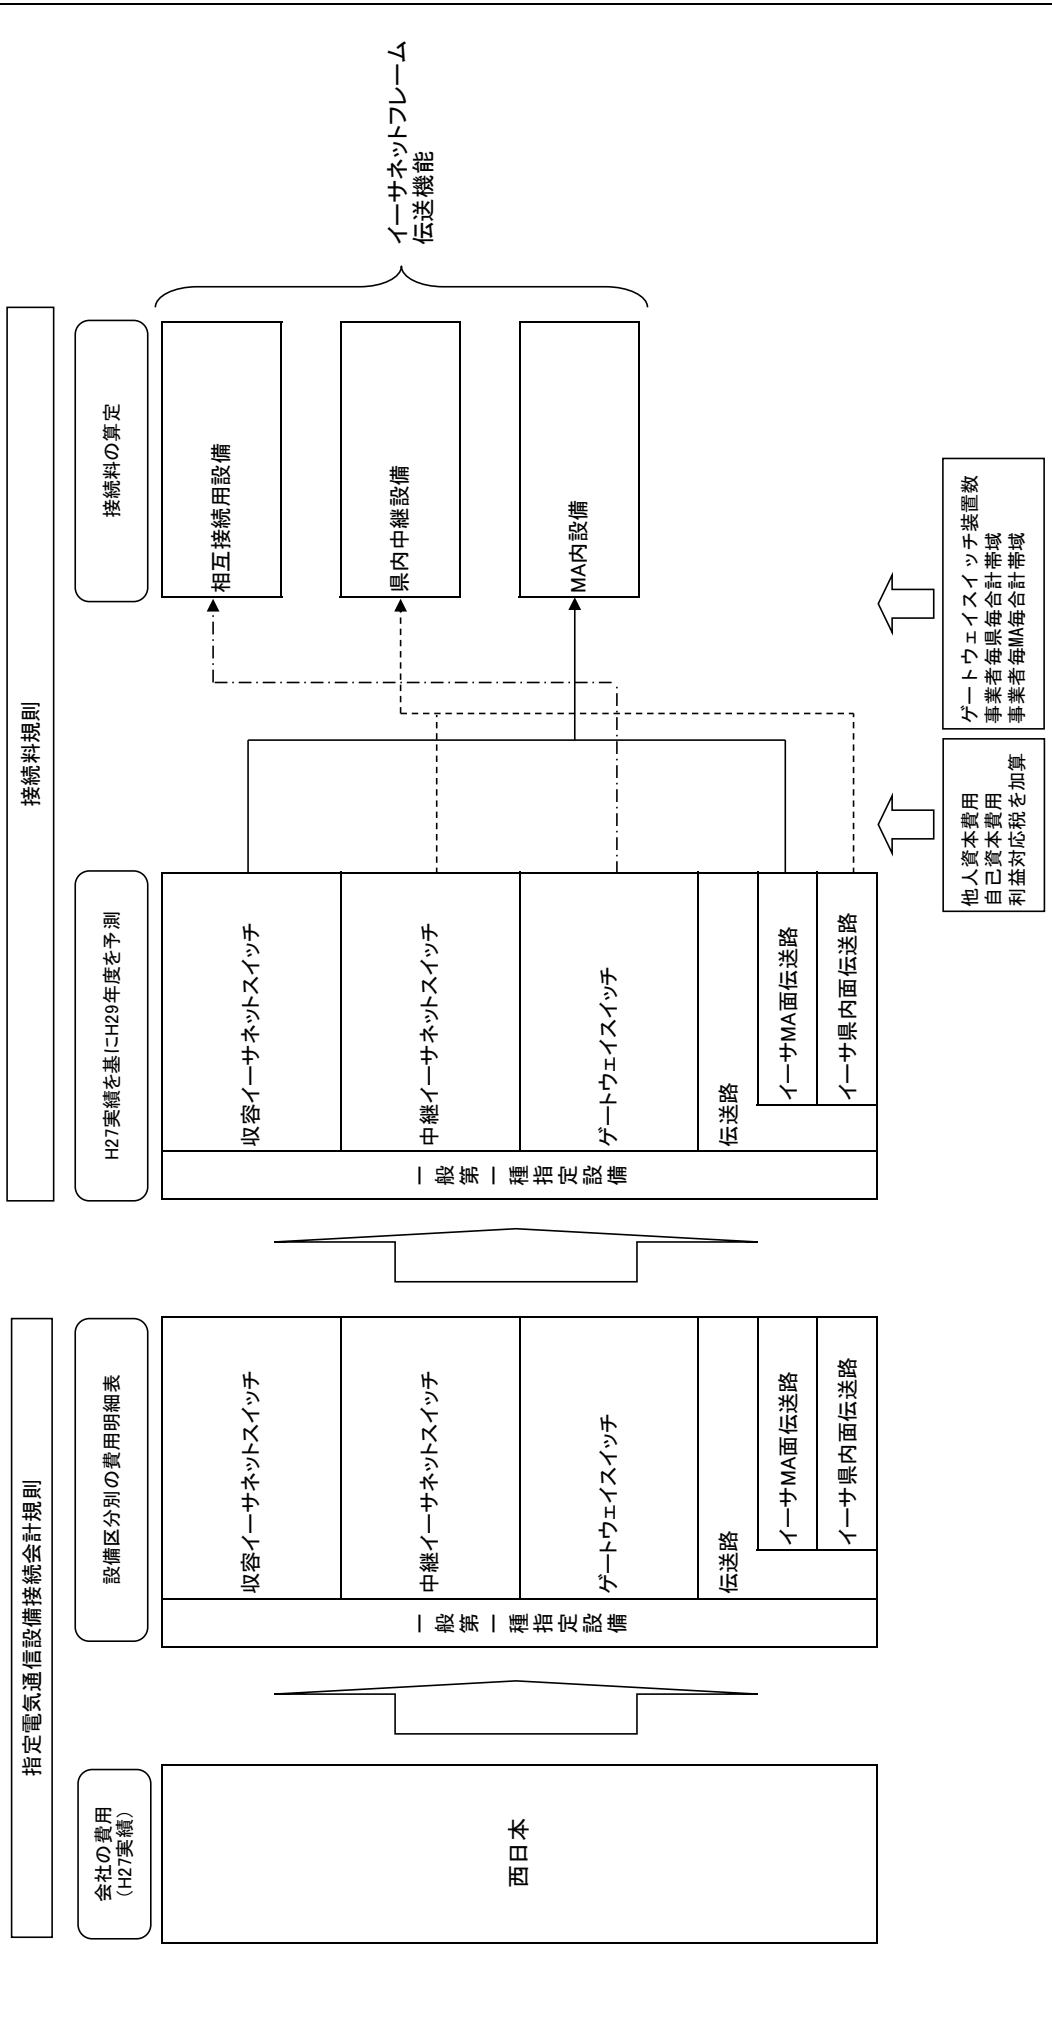 指定電気通信設備接続会計規則
接続料規則
会社の費用
（H27実績）
設備区分別の費用明細表
H27実績を基にH29年度を予測
接続料の算定
西日本
一般第一種指定設備
収容イーサネットスイッチ
中継イーサネットスイッチ
ゲートウェイスイッチ
伝送路
イーサMA面伝送路
イーサ県内面伝送路
一般第一種指定設備
収容イーサネットスイッチ
中継イーサネットスイッチ
ゲートウェイスイッチ
伝送路
イーサMA面伝送路
イーサ県内面伝送路
相互接続用設備
県内中継設備
MA内設備
イーサネットフレーム
伝送機能
他人資本費用
自己資本費用
利益対応税を加算
ゲートウェイスイッチ装置数
事業者毎県毎合計帯域
事業者毎MA毎合計帯域